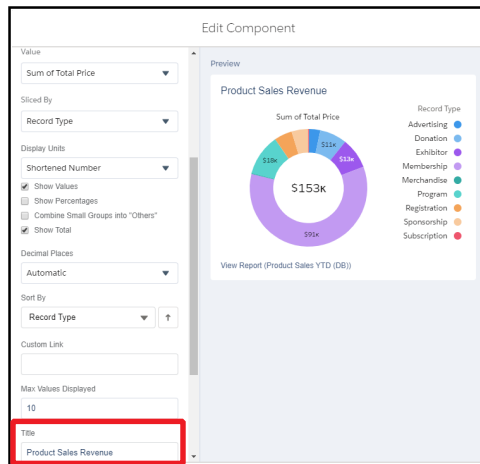 Edit Component
Value
Sum of Total Price
Sliced By
Record Type
Display Units
Shortened Number
Show Values
Show Percentages
Combine Small Groups into "Others"
Show Total
Decimal Places
Automatic
Sort By
Record Type
Custom Link
Max Values Displayed
10
Title
Product Sales Revenue
Preview
Product Sales Revenue
Sum of Total Price
$11K
$13K
$18K
$153K
$91K
Record Type
Advertising
Donation
Exhibitor
Membership
Merchandise
Program
Registration
Sponsorship
Subscription
View Report (Product Sales YTD (DB))